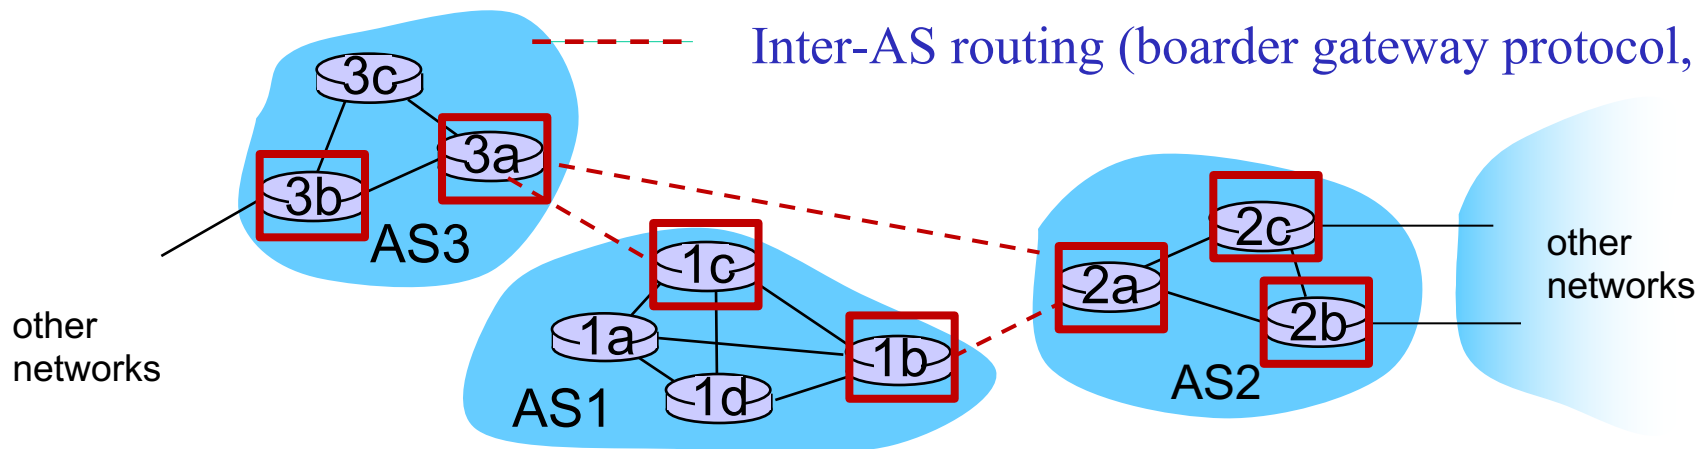 Inter-AS routing (boarder gateway protocol,
3c
3a
3b
AS3
2c
1c
2a
other
networks
other
networks
1a
1b
2b
1d
AS1
AS2